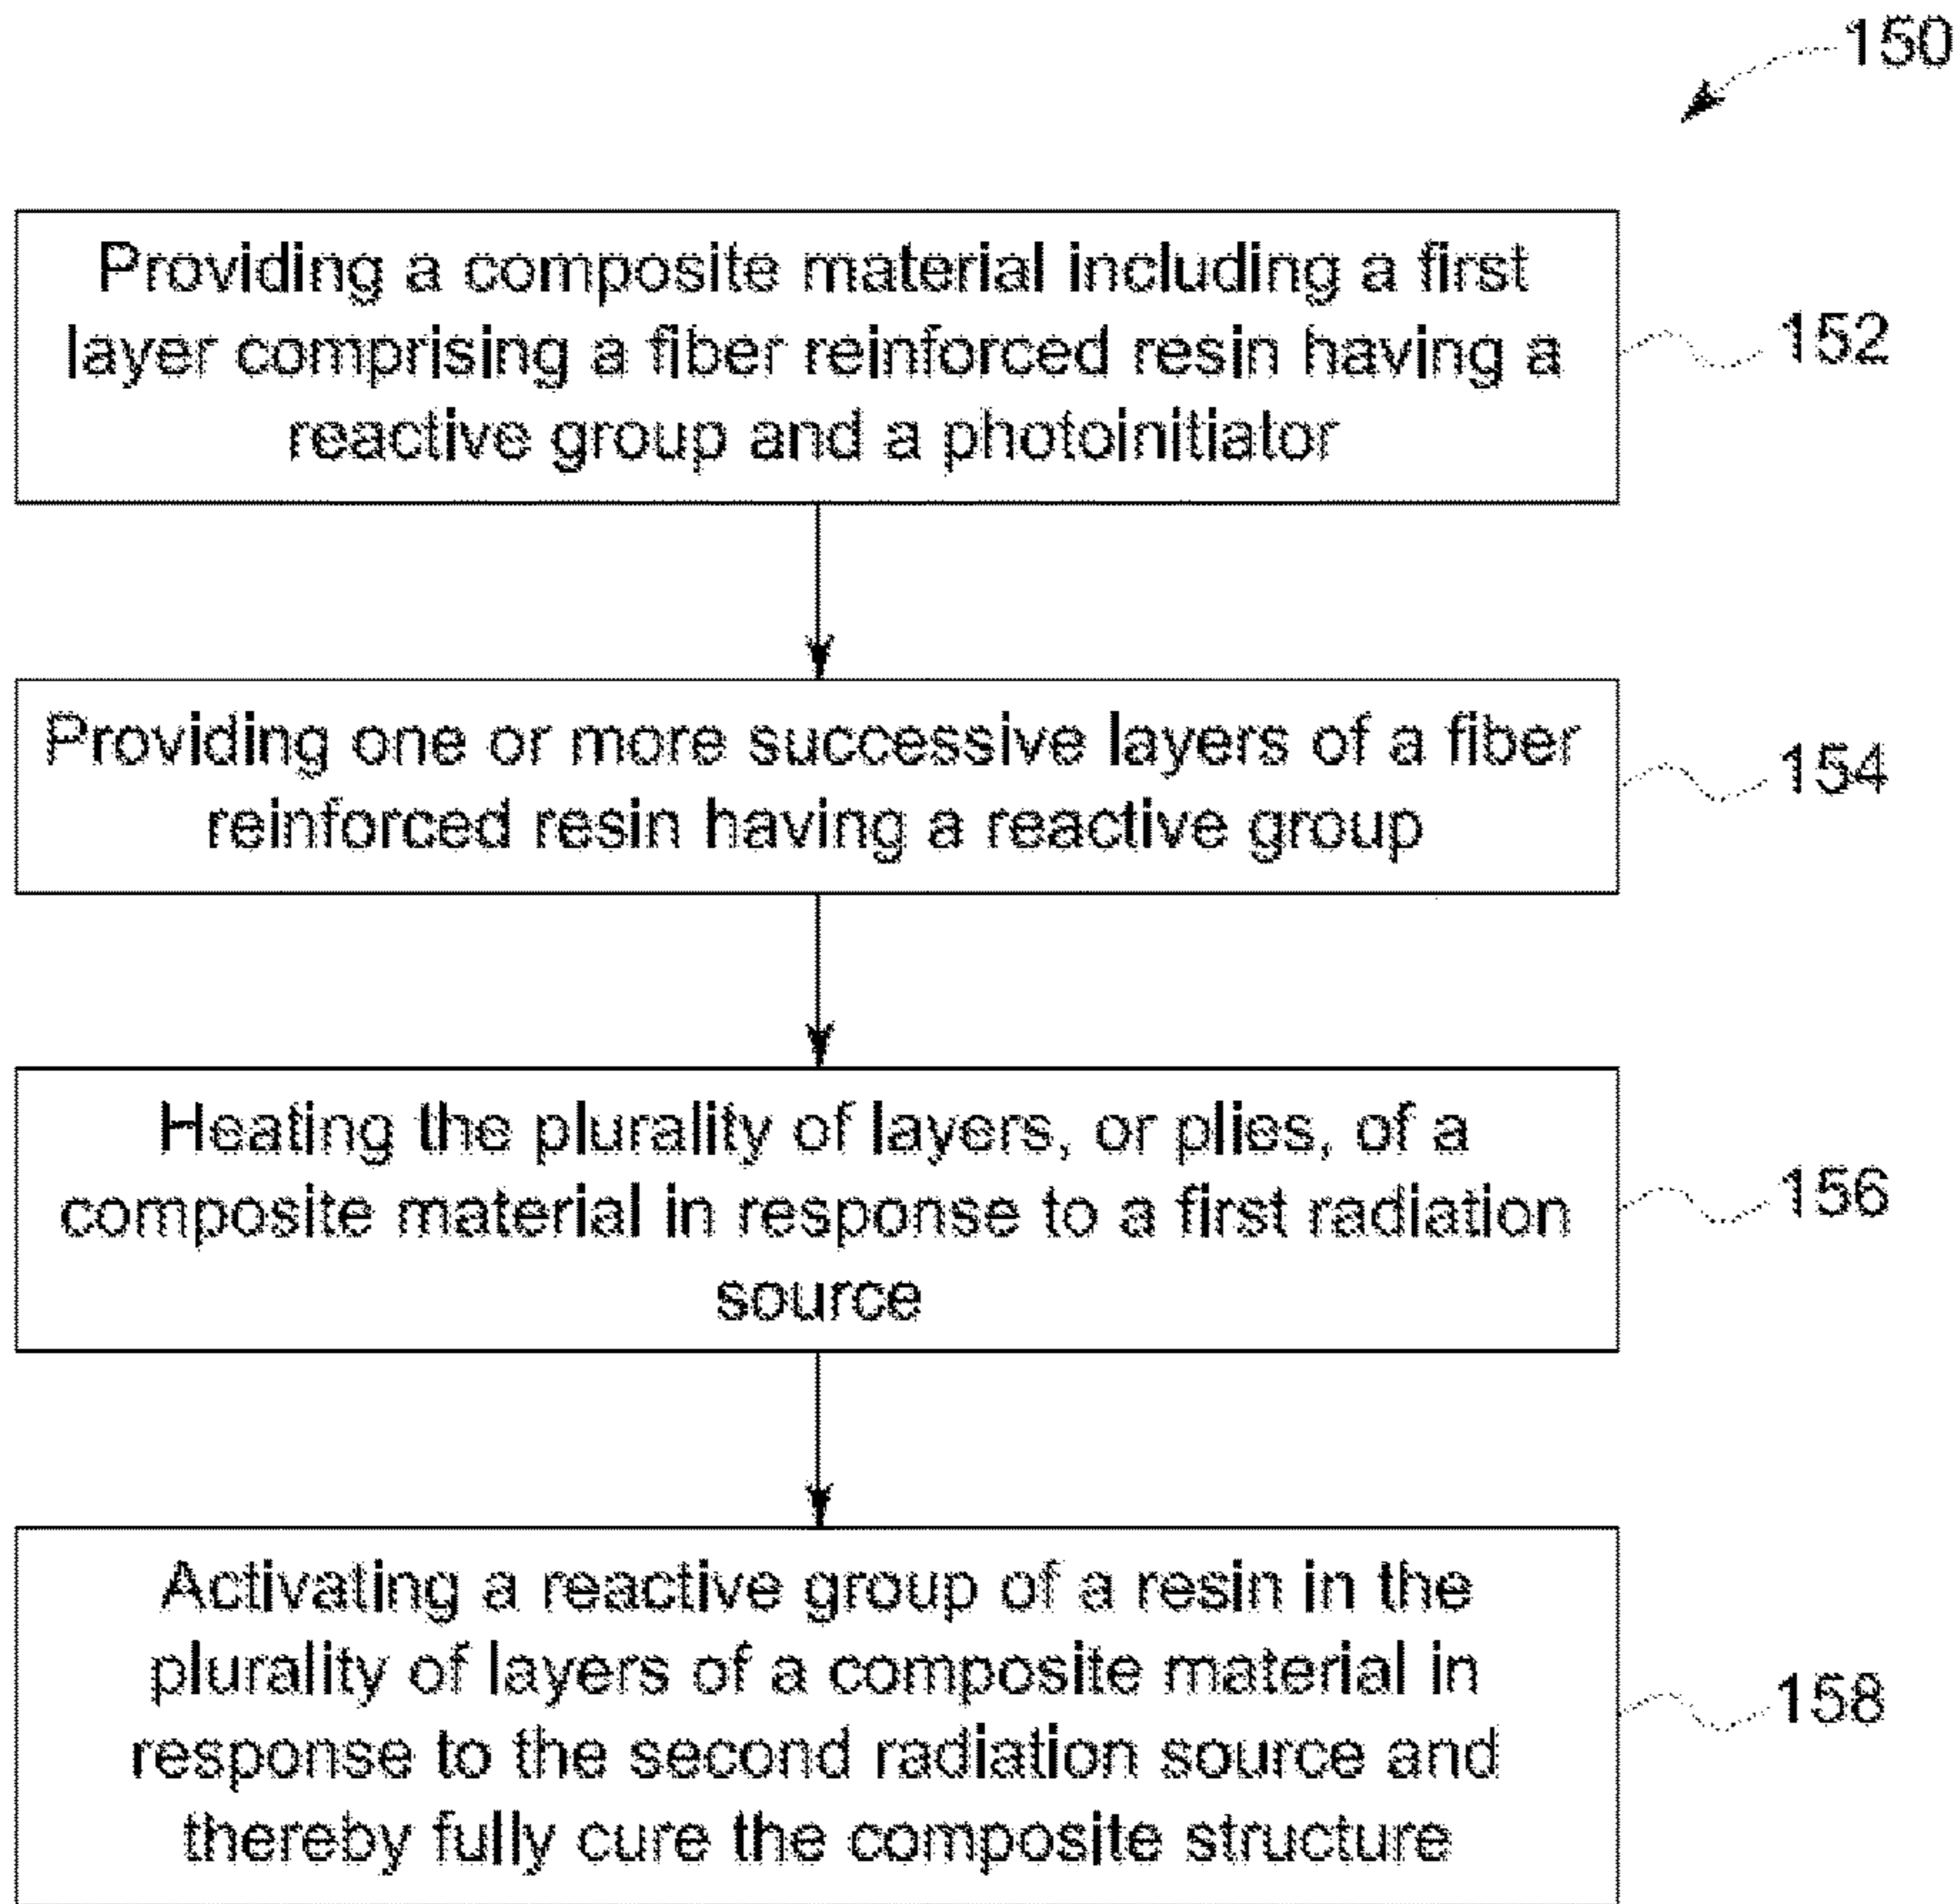 150
Providing a composite material including a first
layer comprising a fiber reinforced resin having a
reactive group and a photoinitiator
152
Providing one or more successive layers of a fiber
reinforced resin having a reactive group
154
Heating the plurality of layers, or plies, of a
composite material in response to a first radiation
source
156
Activating a reactive group of a resin in the
plurality of layers of a composite material in
response to the second radiation source and
thereby fully cure the composite structure
158